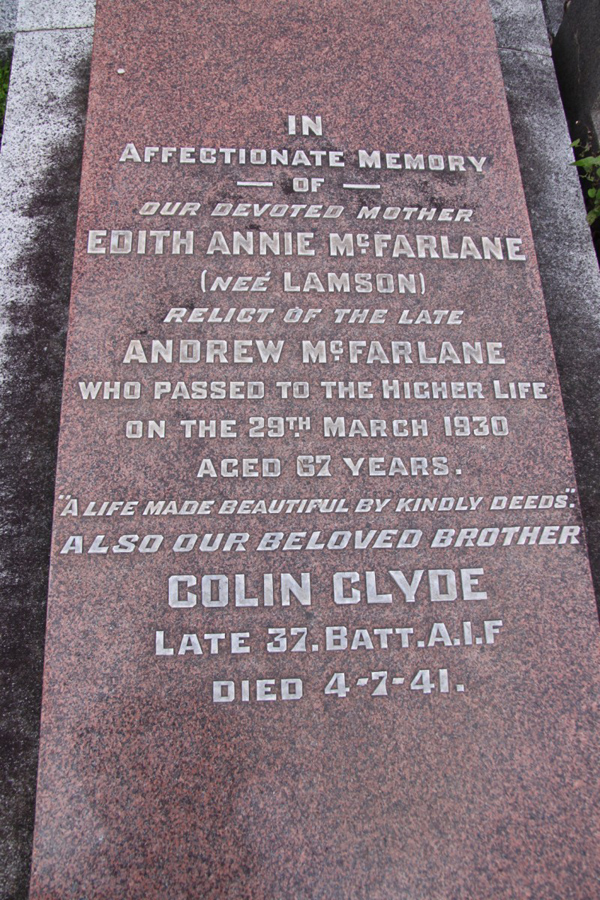 IN
AFFECTIONATE MEMORY
— OF —
OUR DEVOTED MOTHER
EDITH ANNIE McFARLANE
(NEÉ LAMSON)
RELICT OF THE LATE
ANDREW McFARLANE
WHO PASSED TO THE HIGHER LIFE
ON THE 29TH MARCH 1930
AGED 67 YEARS.
"A LIFE MADE BEAUTIFUL BY KINDLY DEEDS".
ALSO OUR BELOVED BROTHER
COLIN CLYDE
LATE 37. BATT. A.I.F
DIED 4-7-41.